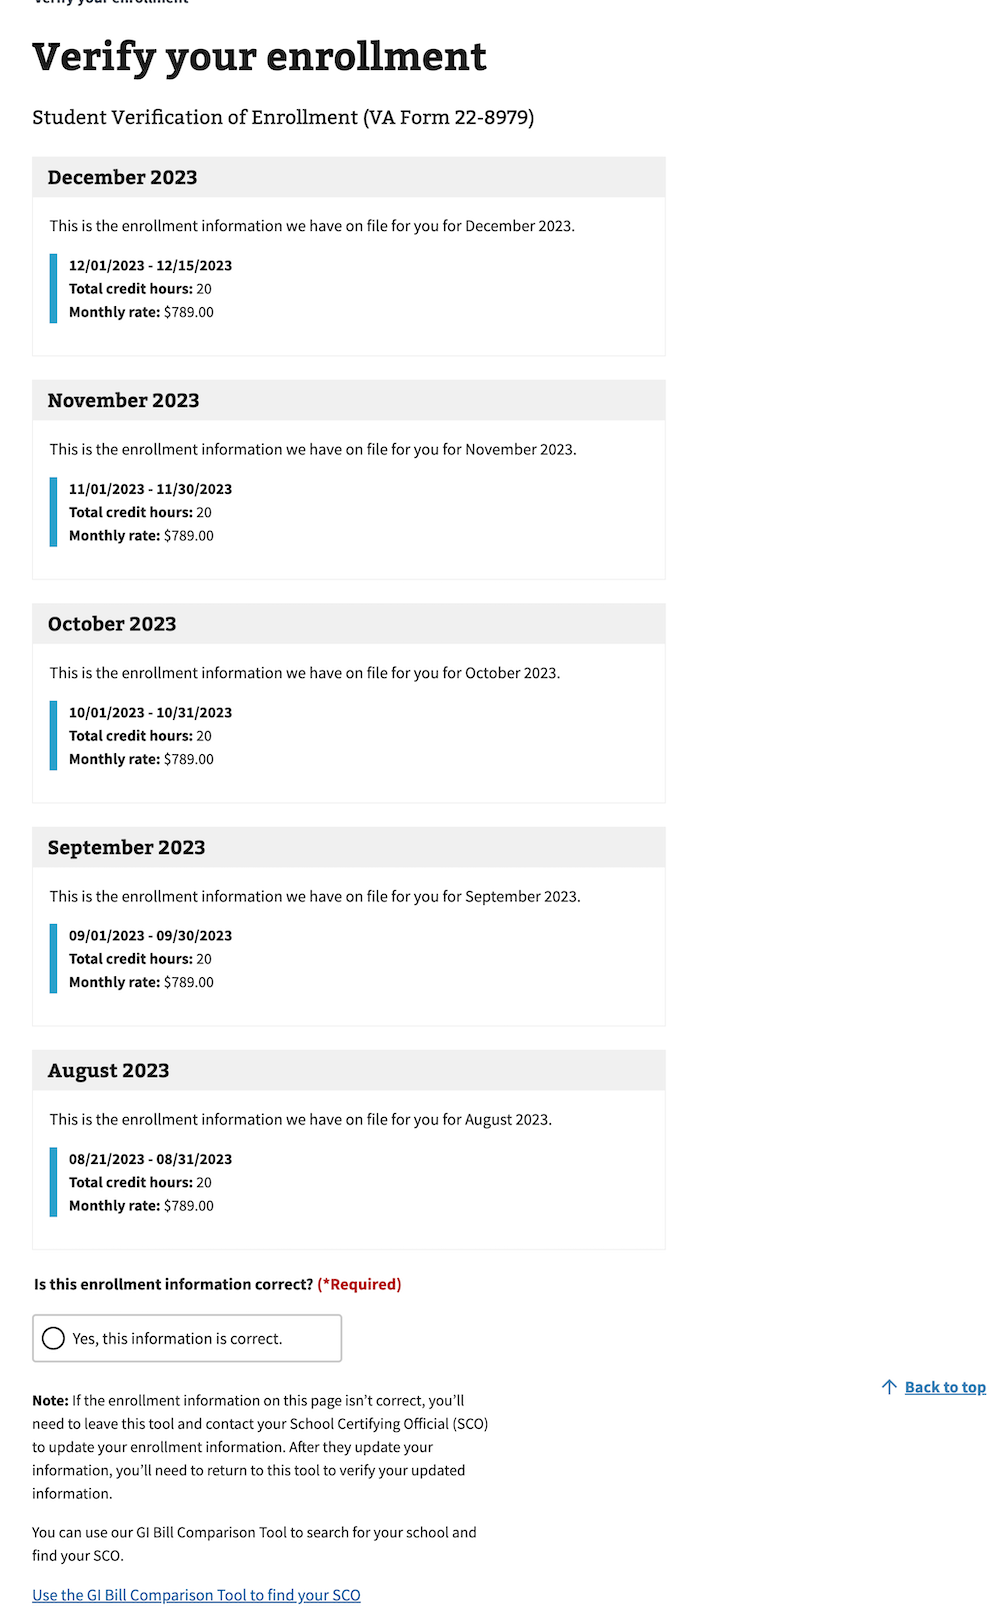 Verify your enrollment
Verify your enrollment
Student Verification of Enrollment (VA Form 22-8979)
December 2023
This is the enrollment information we have on file for you for December 2023.
12/01/2023 - 12/15/2023
Total credit hours: 20
Monthly rate: $789.00
November 2023
This is the enrollment information we have on file for you for November 2023.
11/01/2023 - 11/30/2023
Total credit hours: 20
Monthly rate: $789.00
October 2023
This is the enrollment information we have on file for you for October 2023.
10/01/2023 - 10/31/2023
Total credit hours: 20
Monthly rate: $789.00
September 2023
This is the enrollment information we have on file for you for September 2023.
09/01/2023 - 09/30/2023
Total credit hours: 20
Monthly rate: $789.00
August 2023
This is the enrollment information we have on file for you for August 2023.
08/21/2023 - 08/31/2023
Total credit hours: 20
Monthly rate: $789.00
Is this enrollment information correct? (*Required)
Yes, this information is correct.
Back to top
Note: If the enrollment information on this page isn’t correct, you’ll
need to leave this tool and contact your School Certifying Official (SCO)
to update your enrollment information. After they update your
information, you’ll need to return to this tool to verify your updated
information.
You can use our GI Bill Comparison Tool to search for your school and
find your SCO.
Use the GI Bill Comparison Tool to find your SCO